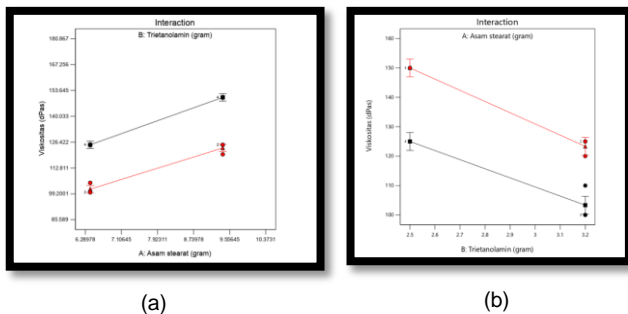 Interaction
B: Trietanolamin (gram)
180.867
167.256
153.645
140.033
126.422
112.811
99.2001
85.589
Viskositas (dPas)
6.28978
7.10645
7.92311
8.73978
9.55645
10.3731
A: Asam stearat (gram)
(a)
Interaction
A: Asam stearat (gram)
160
150
140
130
120
110
100
Viskositas (dPas)
2.5
2.6
2.7
2.8
2.9
3
3.1
3.2
B: Trietanolamin (gram)
(b)